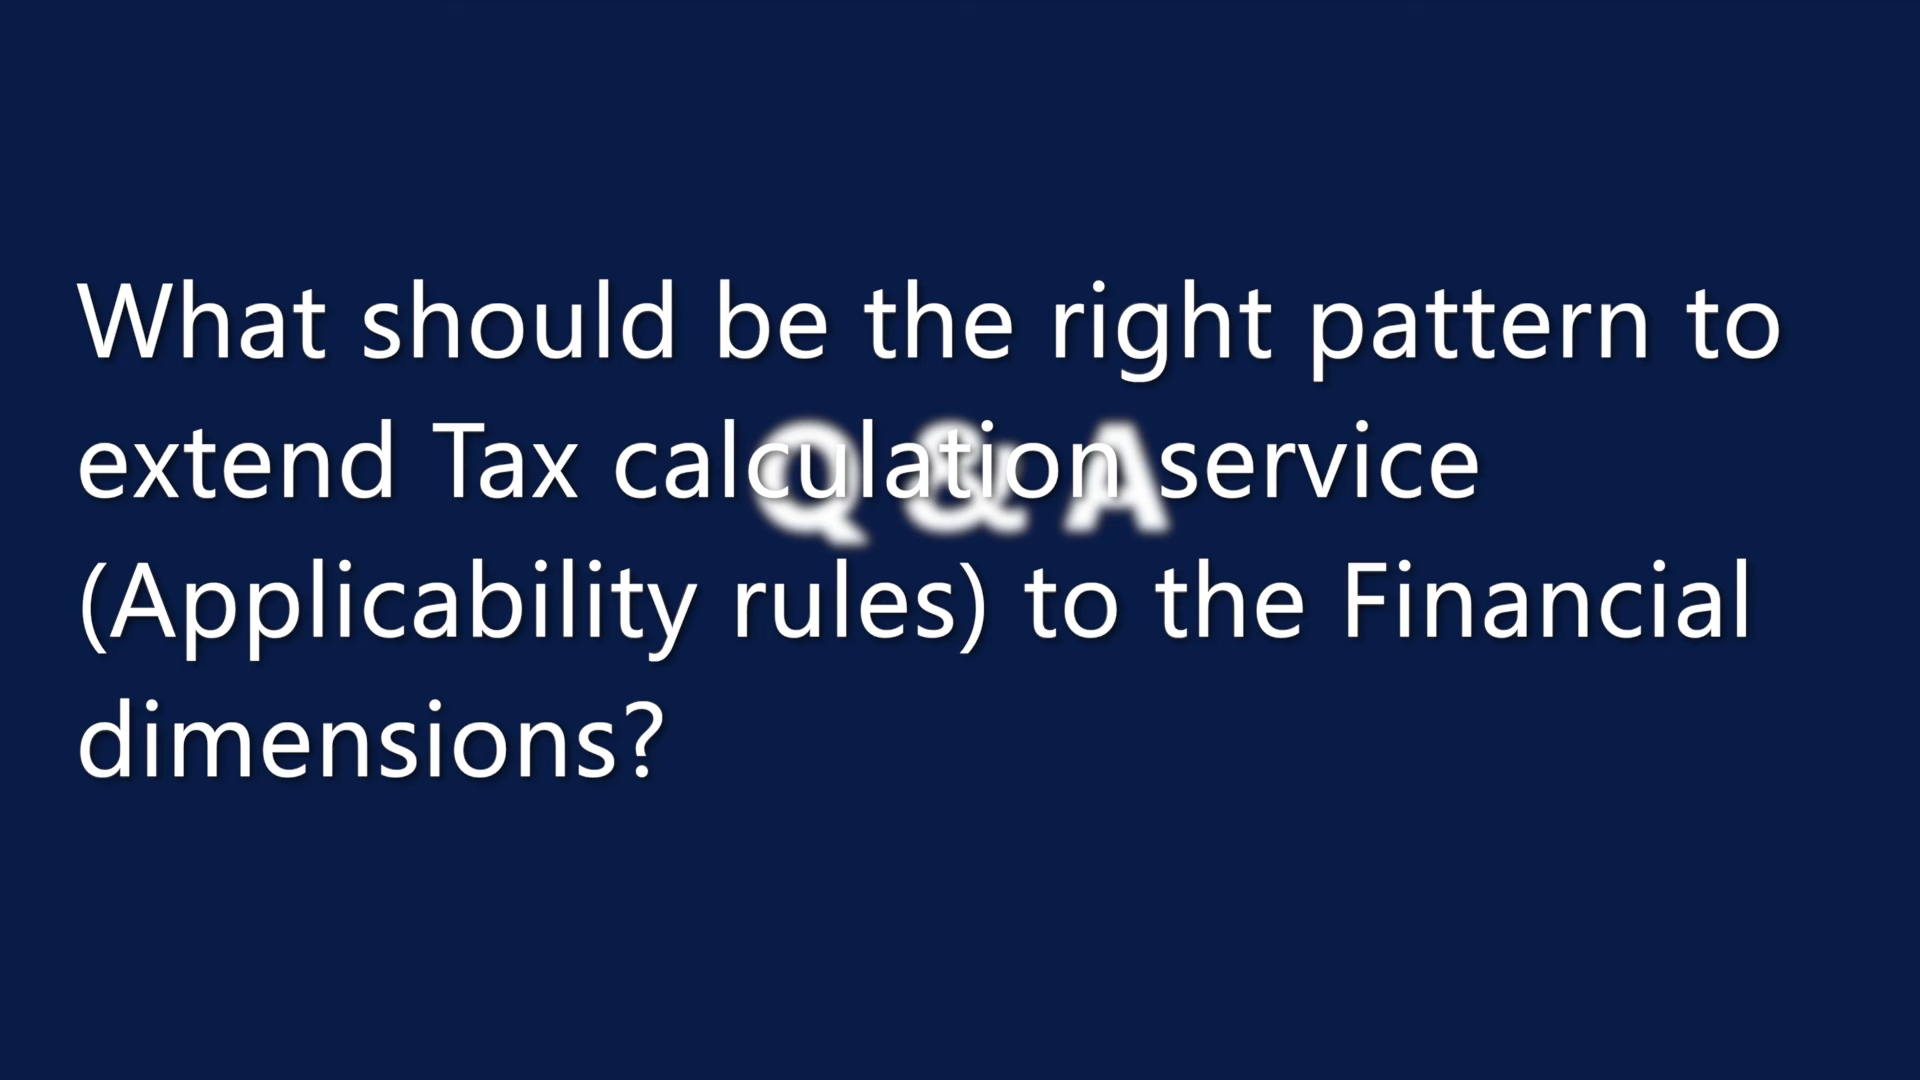 What should be the right pattern to
extend Tax calculation service
Q & A
(Applicability rules) to the Financial
dimensions?